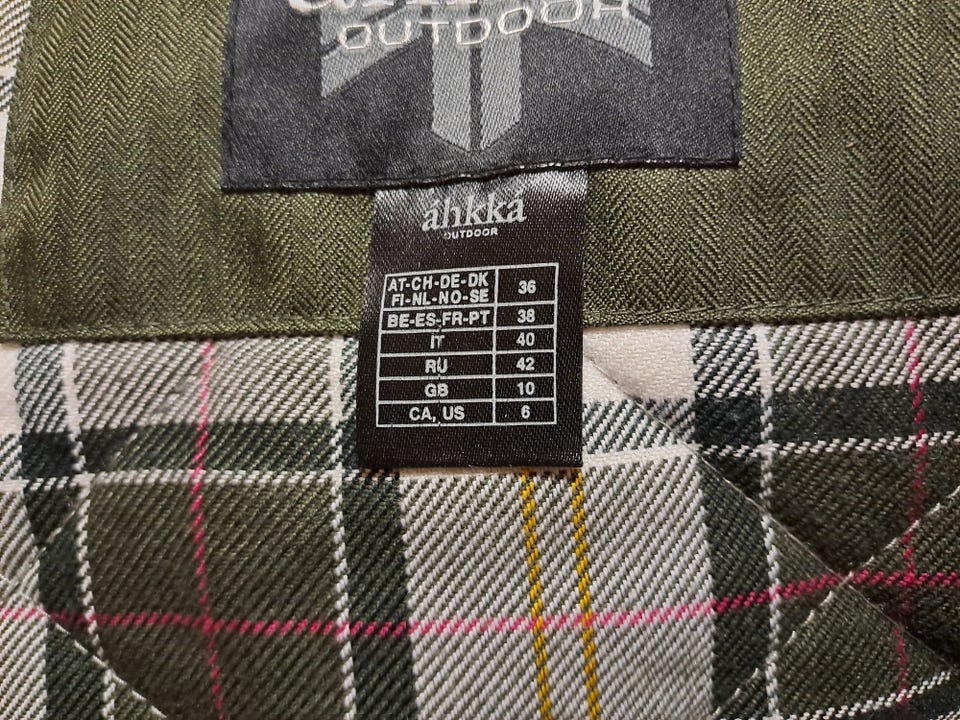 OUTDOOR
áhkká
OUTDOOR
AT-CH-DE-DK
FI-NL-NO-SE 36
BE-ES-FR-PT 38
IT 40
RU 42
GB 10
CA, US 6